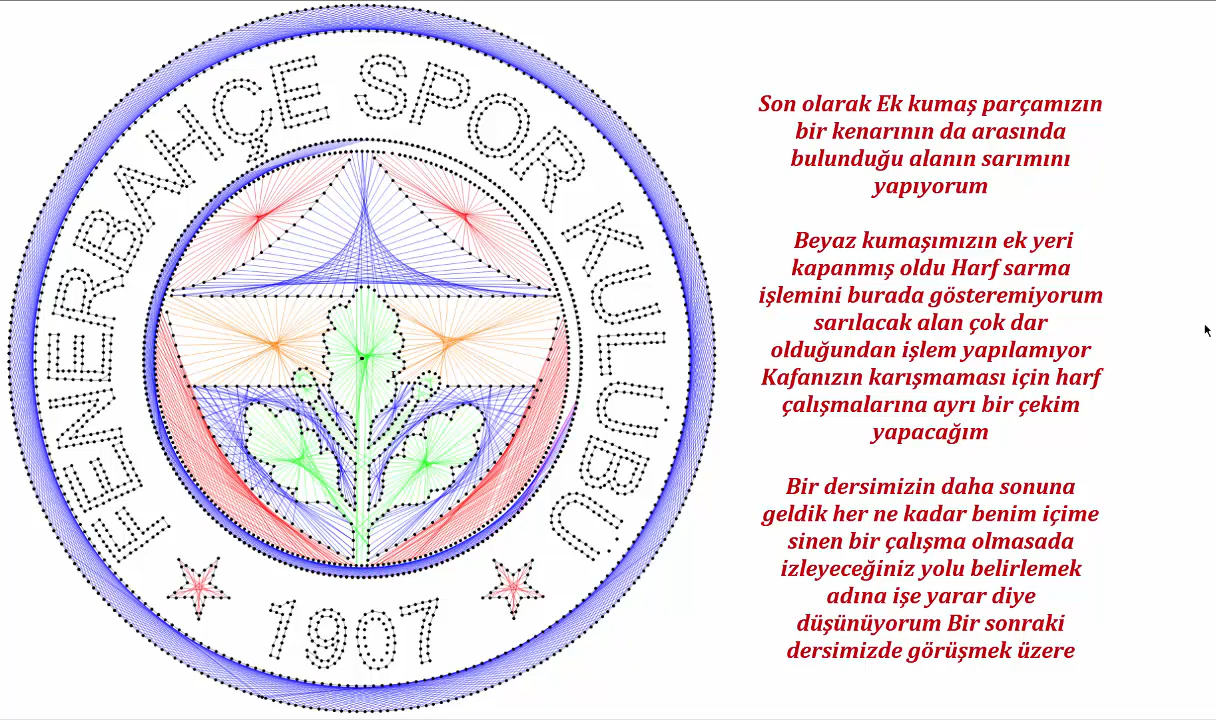 FENERBAHÇE SPOR KULÜBÜ
1907
Son olarak Ek kumaş parçamızın
bir kenarının da arasında
bulunduğu alanın sarımını
yapıyorum
Beyaz kumaşımızın ek yeri
kapanmış oldu Harf sarma
işlemini burada gösteremiyorum
sarılacak alan çok dar
olduğundan işlem yapılamıyor
Kafanızın karışmaması için harf
çalışmalarına ayrı bir çekim
yapacağım
Bir dersimizin daha sonuna
geldik her ne kadar benim içime
sinen bir çalışma olmasada
izleyeceğiniz yolu belirlemek
adına işe yarar diye
düşünüyorum Bir sonraki
dersimizde görüşmek üzere